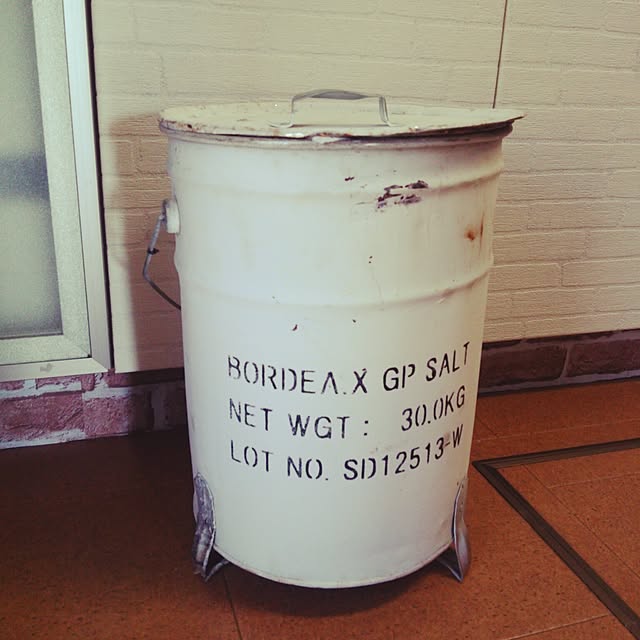 BORDEA.X GP SALT
NET WGT : 30.0KG
LOT NO. SD12513-W